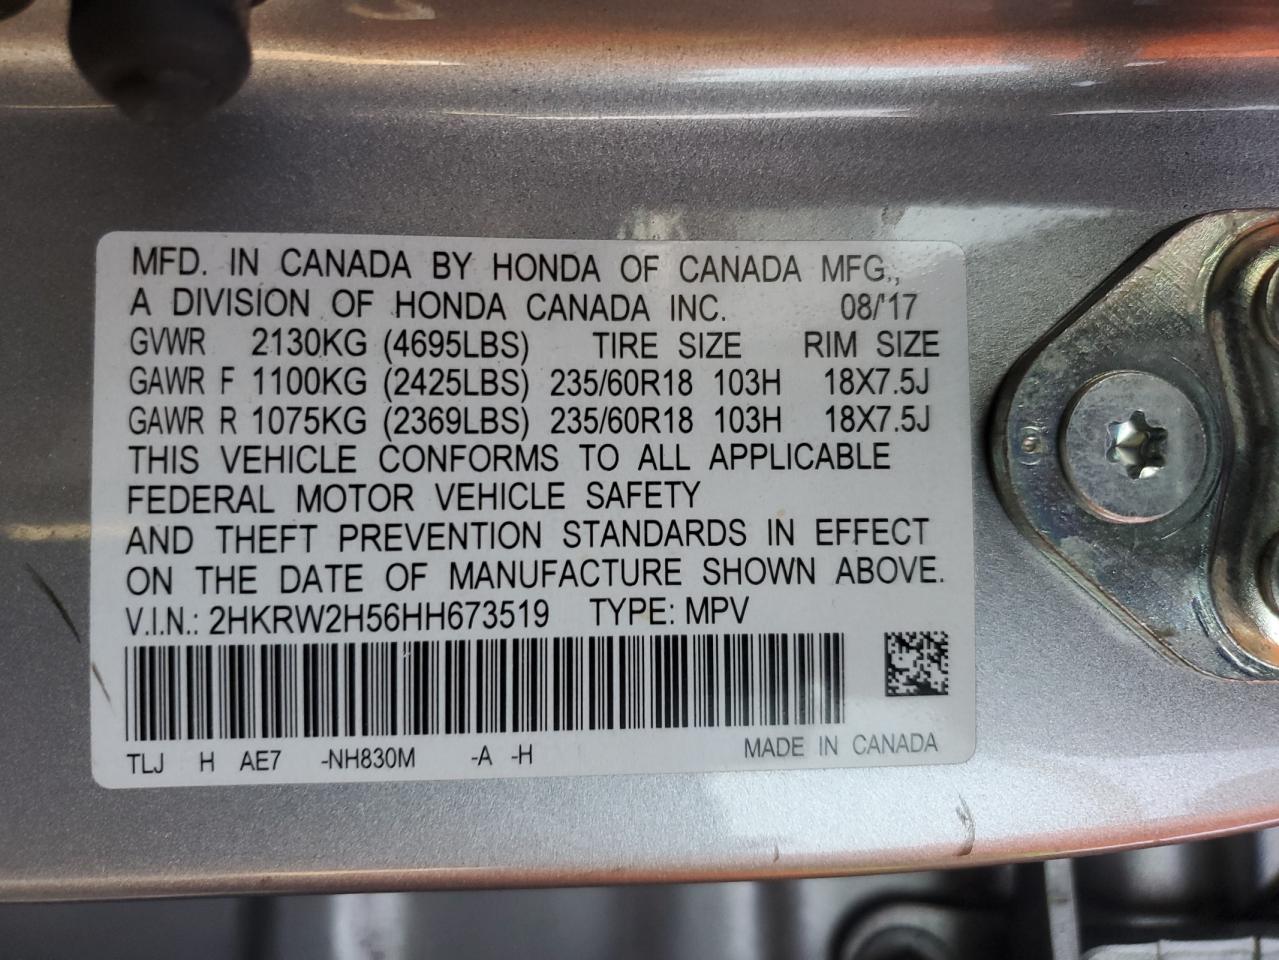 MFD. IN CANADA BY HONDA OF CANADA MFG.,
A DIVISION OF HONDA CANADA INC. 08/'17
GVWR 2130KG (4695LBS) TIRE SIZE RIM SIZE
GAWR F 1100KG (2425LBS) 235/60R18 103H 18X7.5J
GAWR R 1075KG (2369LBS) 235/60R18 103H 18X7.5J
THIS VEHICLE CONFORMS TO ALL APPLICABLE
FEDERAL MOTOR VEHICLE SAFETY
AND THEFT PREVENTION STANDARDS IN EFFECT
ON THE DATE OF MANUFACTURE SHOWN ABOVE.
V.I.N.: 2HKRW2H56HH673519 TYPE: MPV
TLJ H AE7 -NH830M -A -H MADE IN CANADA